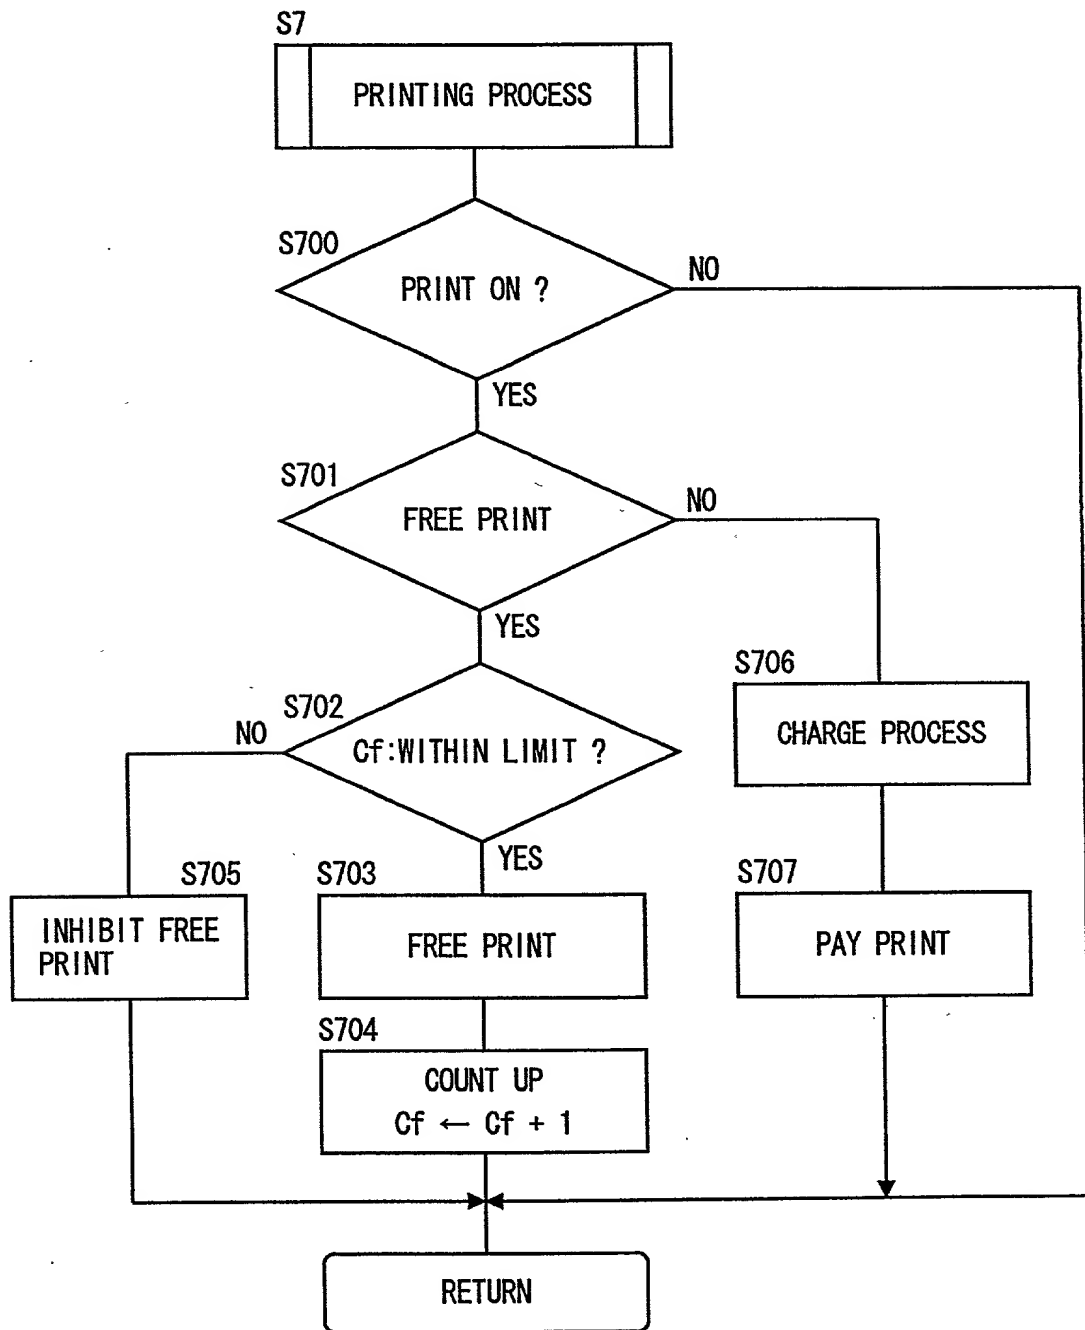 S7
PRINTING PROCESS
S700
PRINT ON ?
NO
YES
S701
FREE PRINT
NO
YES
S702
Cf:WITHIN LIMIT ?
NO
YES
S706
CHARGE PROCESS
S705
INHIBIT FREE
PRINT
S703
FREE PRINT
S707
PAY PRINT
S704
COUNT UP
Cf ← Cf + 1
RETURN